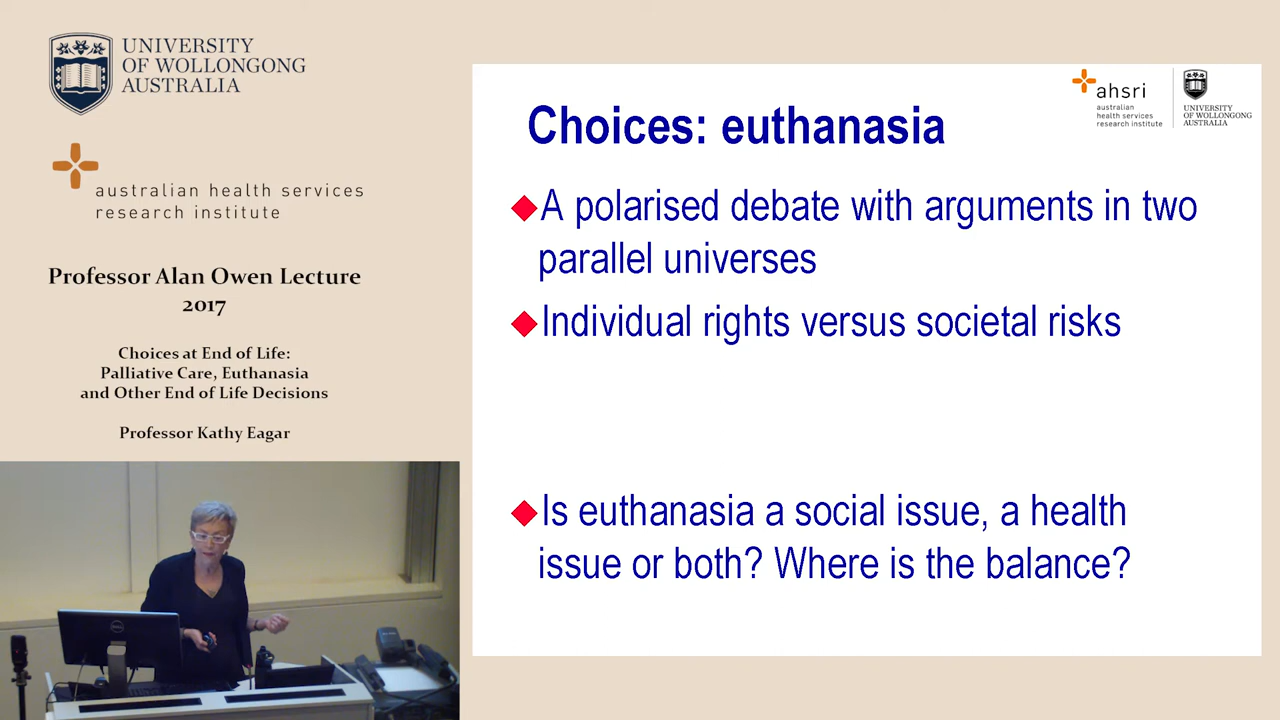 UNIVERSITY
OF WOLLONGONG
AUSTRALIA
australian health services
research institute
Professor Alan Owen Lecture
2017
Choices at End of Life:
Palliative Care, Euthanasia
and Other End of Life Decisions
Professor Kathy Eagar
DELL
ahsri
australian
health services
research institute
UNIVERSITY
OF WOLLONGONG
AUSTRALIA
Choices: euthanasia
A polarised debate with arguments in two
parallel universes
Individual rights versus societal risks
Is euthanasia a social issue, a health
issue or both? Where is the balance?